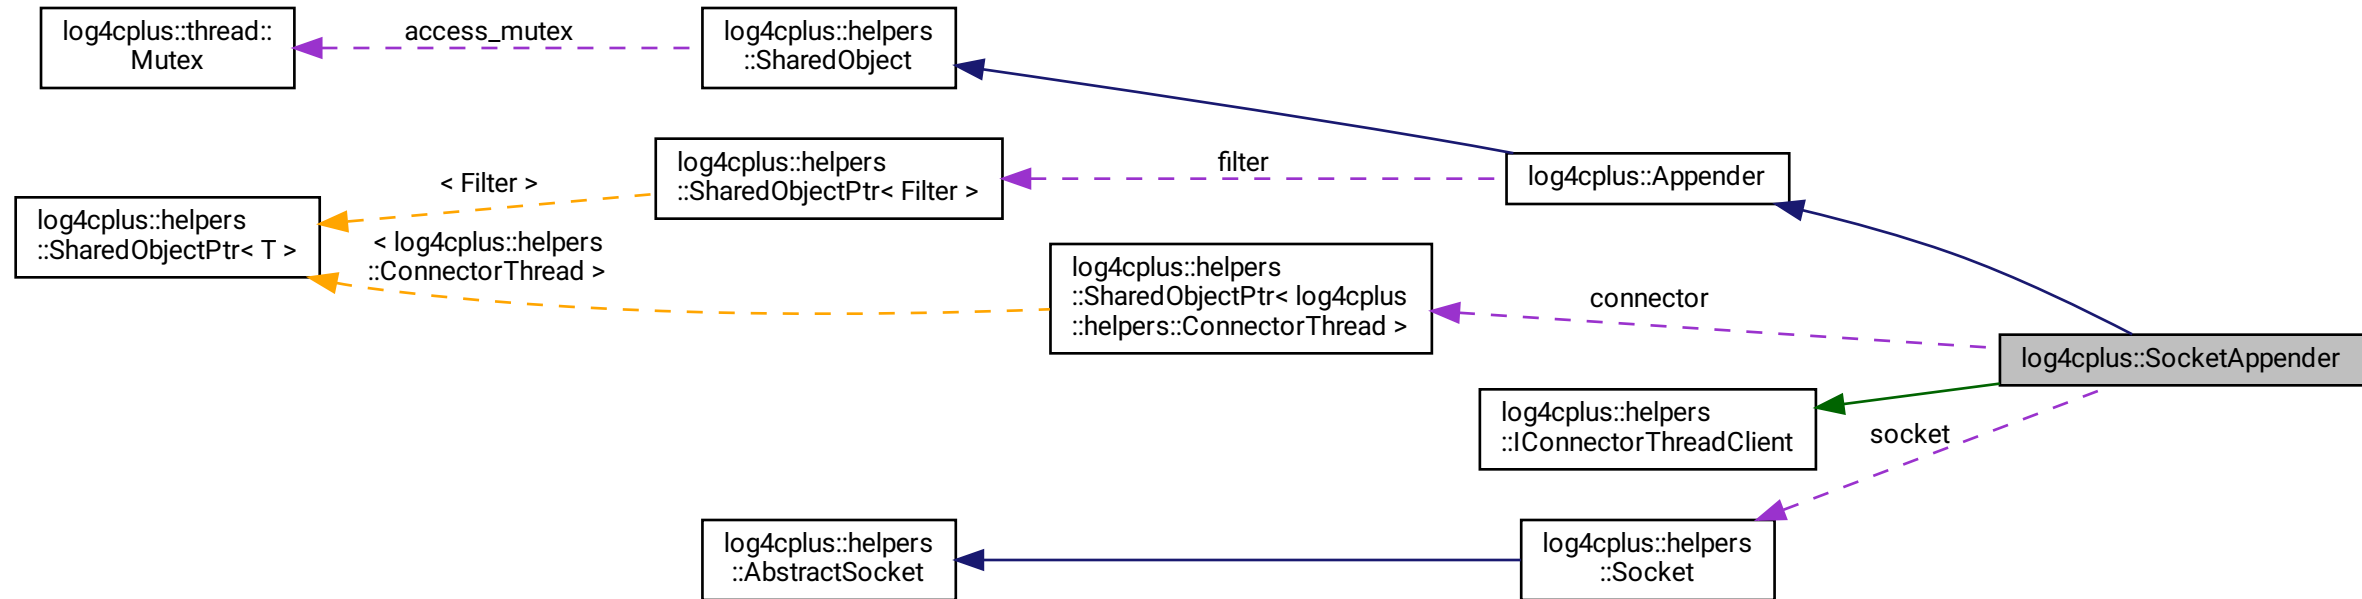 log4cplus::thread::
Mutex
access_mutex
log4cplus::helpers
::SharedObject
log4cplus::helpers
::SharedObjectPtr< T >
< Filter >
log4cplus::helpers
::SharedObjectPtr< Filter >
filter
log4cplus::Appender
< log4cplus::helpers
::ConnectorThread >
log4cplus::helpers
::SharedObjectPtr< log4cplus
::helpers::ConnectorThread >
connector
log4cplus::SocketAppender
log4cplus::helpers
::IConnectorThreadClient
socket
log4cplus::helpers
::AbstractSocket
log4cplus::helpers
::Socket